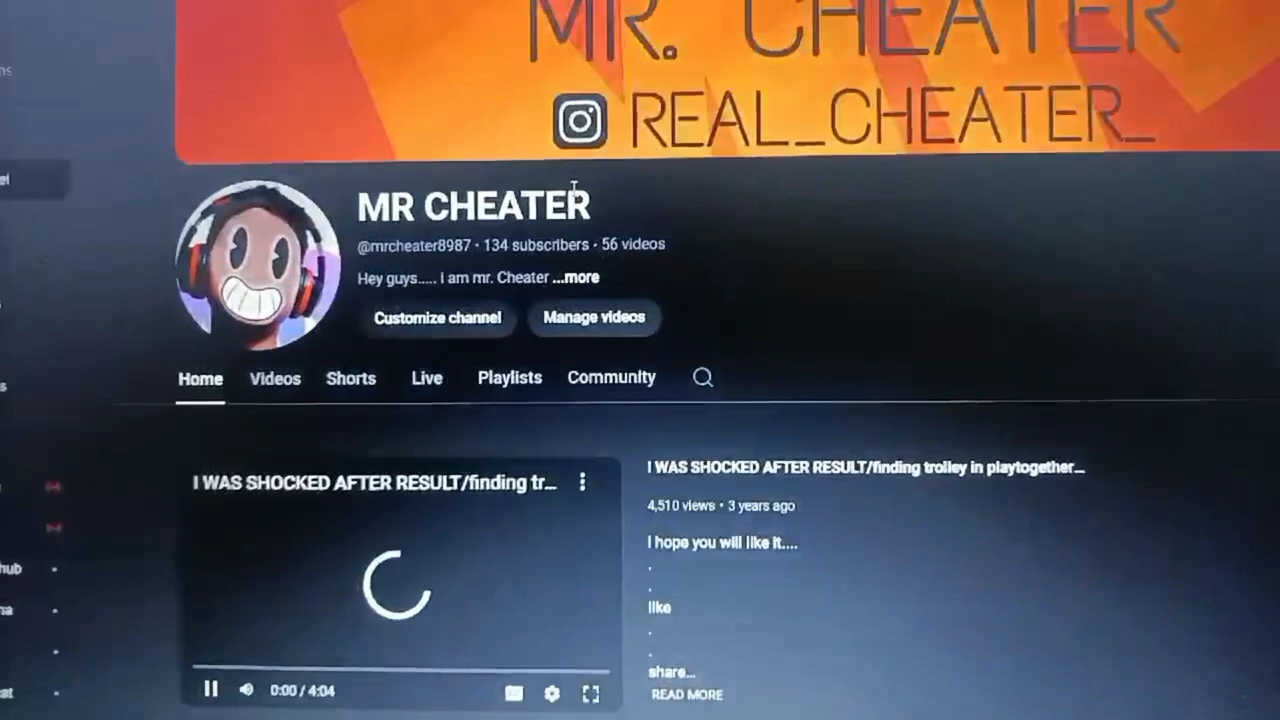 MR. CHEATER
REAL_CHEATER_
MR CHEATER
@mrcheater8987 · 134 subscribers · 56 videos
Hey guys..... i am mr. Cheater ...more
Customize channel
Manage videos
Home
Videos
Shorts
Live
Playlists
Community
I WAS SHOCKED AFTER RESULT/finding tr...
I WAS SHOCKED AFTER RESULT/finding trolley in playtogether...
4,510 views · 3 years ago
I hope you will like it....
.
.
like
.
.
share...
READ MORE
0:00 / 4:04
hub